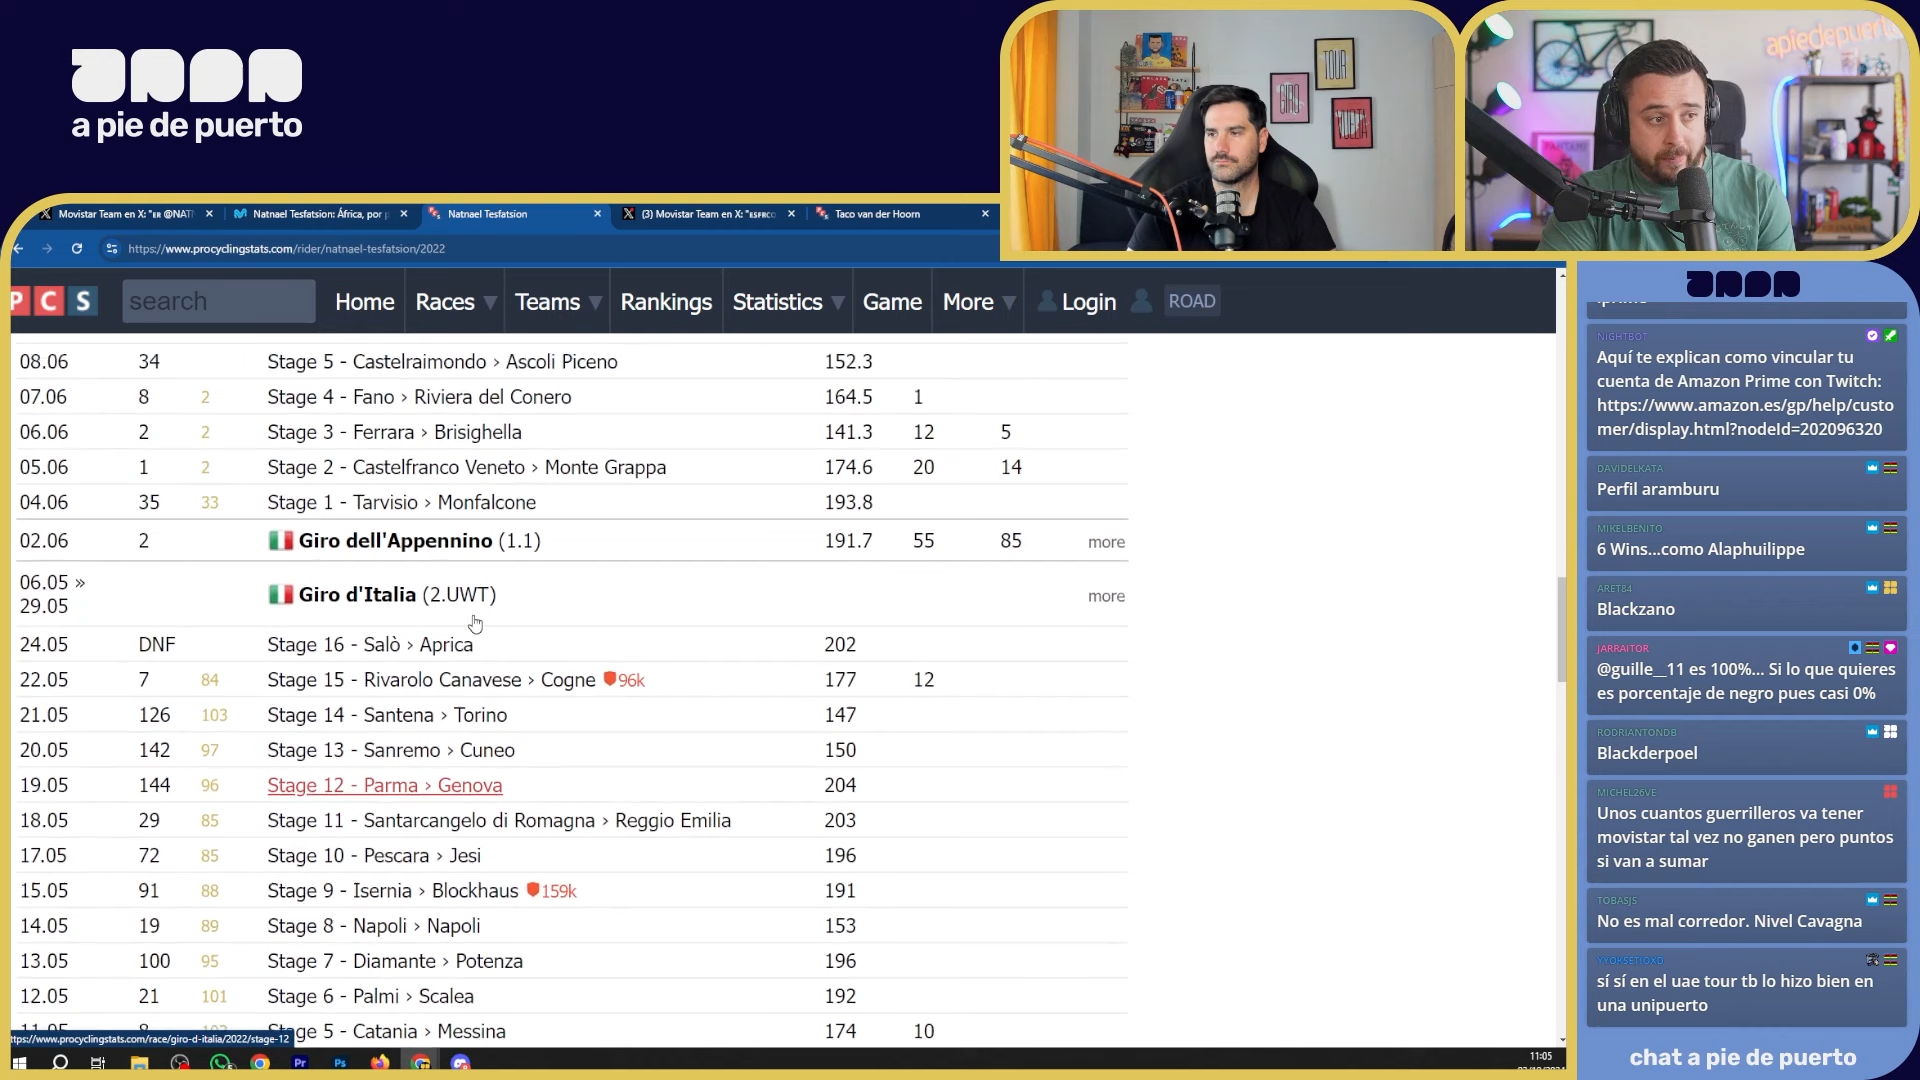 a pie de puerto
TOUR
GIRO
VUELTA
apiedepuerto
Movistar Team en X: "ER @NAT
Natnael Tesfatsion: África, por p
Natnael Tesfatsion
(3) Movistar Team en X: "ESFRCO
Taco van der Hoorn
https://www.procyclingstats.com/rider/natnael-tesfatsion/2022
P C S
search
Home
Races
Teams
Rankings
Statistics
Game
More
Login
ROAD
08.06 34 Stage 5 - Castelraimondo › Ascoli Piceno 152.3
07.06 8 2 Stage 4 - Fano › Riviera del Conero 164.5 1
06.06 2 2 Stage 3 - Ferrara › Brisighella 141.3 12 5
05.06 1 2 Stage 2 - Castelfranco Veneto › Monte Grappa 174.6 20 14
04.06 35 33 Stage 1 - Tarvisio › Monfalcone 193.8
02.06 2 Giro dell'Appennino (1.1) 191.7 55 85 more
06.05 »
29.05
Giro d'Italia (2.UWT) more
24.05 DNF Stage 16 - Salò › Aprica 202
22.05 7 84 Stage 15 - Rivarolo Canavese › Cogne 96k 177 12
21.05 126 103 Stage 14 - Santena › Torino 147
20.05 142 97 Stage 13 - Sanremo › Cuneo 150
19.05 144 96 Stage 12 - Parma › Genova 204
18.05 29 85 Stage 11 - Santarcangelo di Romagna › Reggio Emilia 203
17.05 72 85 Stage 10 - Pescara › Jesi 196
15.05 91 88 Stage 9 - Isernia › Blockhaus 159k 191
14.05 19 89 Stage 8 - Napoli › Napoli 153
13.05 100 95 Stage 7 - Diamante › Potenza 196
12.05 21 101 Stage 6 - Palmi › Scalea 192
11.05 8 Stage 5 - Catania › Messina 174 10
ttps://www.procyclingstats.com/race/giro-d-italia/2022/stage-12
Pr
Ps
11:05
NIGHTBOT
Aquí te explican como vincular tu
cuenta de Amazon Prime con Twitch:
https://www.amazon.es/gp/help/custo
mer/display.html?nodeId=202096320
DAVIDELKATA
Perfil aramburu
MIKELBENITO
6 Wins...como Alaphuilippe
ARET84
Blackzano
JARRAITOR
@guille__11 es 100%... Si lo que quieres
es porcentaje de negro pues casi 0%
RODRIANTONDB
Blackderpoel
MICHEL26VE
Unos cuantos guerrilleros va tener
movistar tal vez no ganen pero puntos
si van a sumar
TOBASJS
No es mal corredor. Nivel Cavagna
sí sí en el uae tour tb lo hizo bien en
una unipuerto
chat a pie de puerto